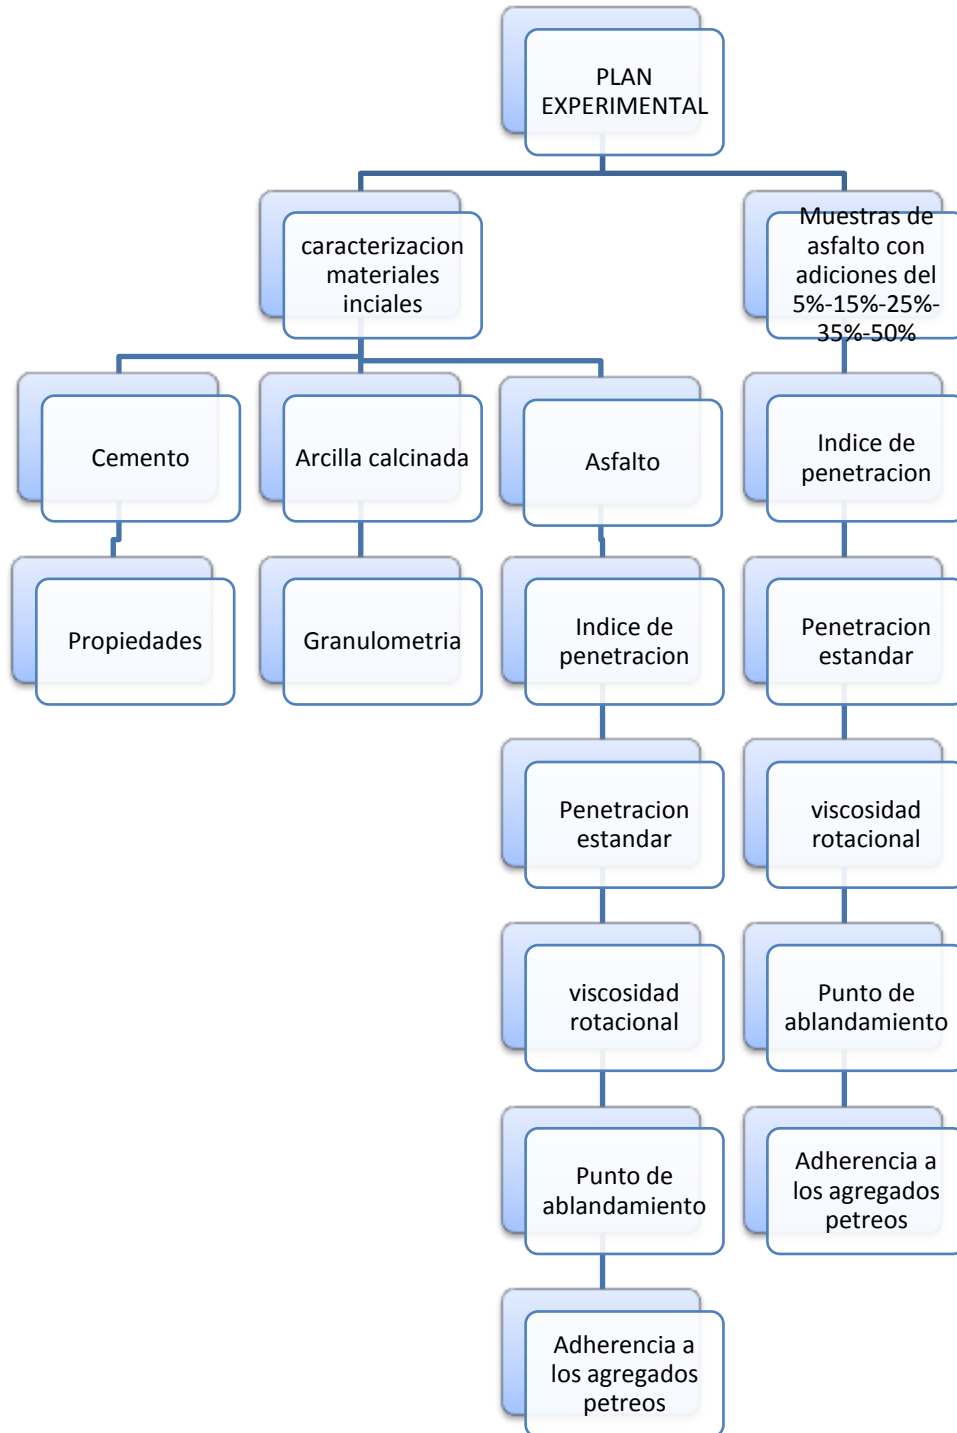 PLAN
EXPERIMENTAL
caracterizacion
materiales
inciales
Muestras de
asfalto con
adiciones del
5%-15%-25%-
35%-50%
Cemento
Arcilla calcinada
Asfalto
Indice de
penetracion
Propiedades
Granulometria
Indice de
penetracion
Penetracion
estandar
Penetracion
estandar
viscosidad
rotacional
viscosidad
rotacional
Punto de
ablandamiento
Punto de
ablandamiento
Adherencia a
los agregados
petreos
Adherencia a
los agregados
petreos